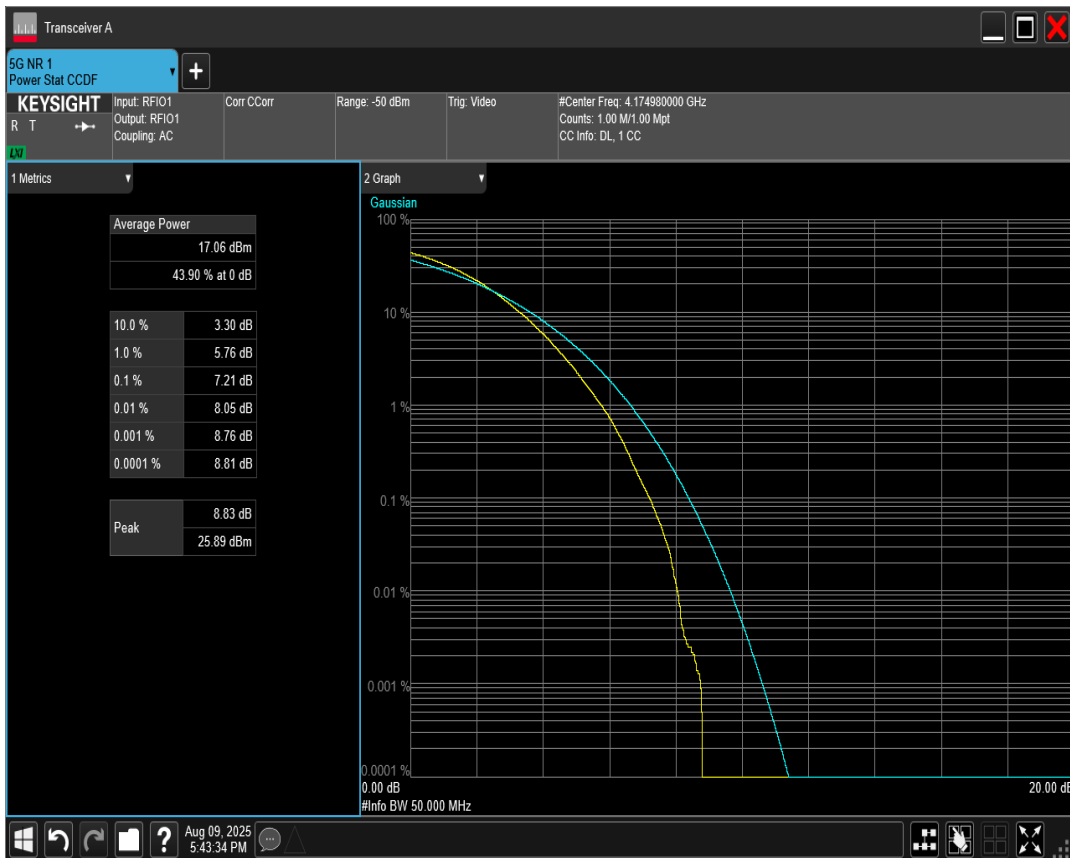 Transceiver A
5G NR 1
Power Stat CCDF
KEYSIGHT
R T
LXI
Input: RFIO1
Output: RFIO1
Coupling: AC
Corr CCorr
Range: -50 dBm
Trig: Video
#Center Freq: 4.174980000 GHz
Counts: 1.00 M/1.00 Mpt
CC Info: DL, 1 CC
1 Metrics
Average Power
17.06 dBm
43.90 % at 0 dB
10.0 % 3.30 dB
1.0 % 5.76 dB
0.1 % 7.21 dB
0.01 % 8.05 dB
0.001 % 8.76 dB
0.0001 % 8.81 dB
Peak
8.83 dB
25.89 dBm
2 Graph
Gaussian
100 %
10 %
1 %
0.1 %
0.01 %
0.001 %
0.0001 %
0.00 dB 20.00 dB
#Info BW 50.000 MHz
?
Aug 09, 2025
5:43:34 PM